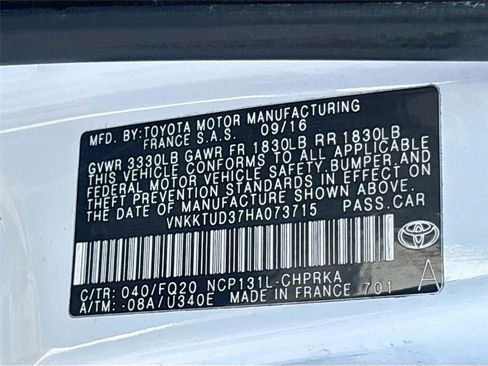 MFD. BY:TOYOTA MOTOR MANUFACTURING
FRANCE S.A.S. 09/16
GVWR 3330LB GAWR FR 1830LB RR 1830LB
THIS VEHICLE CONFORMS TO ALL APPLICABLE
FEDERAL MOTOR VEHICLE SAFETY,BUMPER,AND
THEFT PREVENTION STANDARDS IN EFFECT ON
THE DATE OF MANUFACTURE SHOWN ABOVE.
VNKKTUD37HA073715 PASS.CAR
C/TR: 040/FQ20 NCP131L-CHPRKA
A/TM: -08A/U340E MADE IN FRANCE 701
A